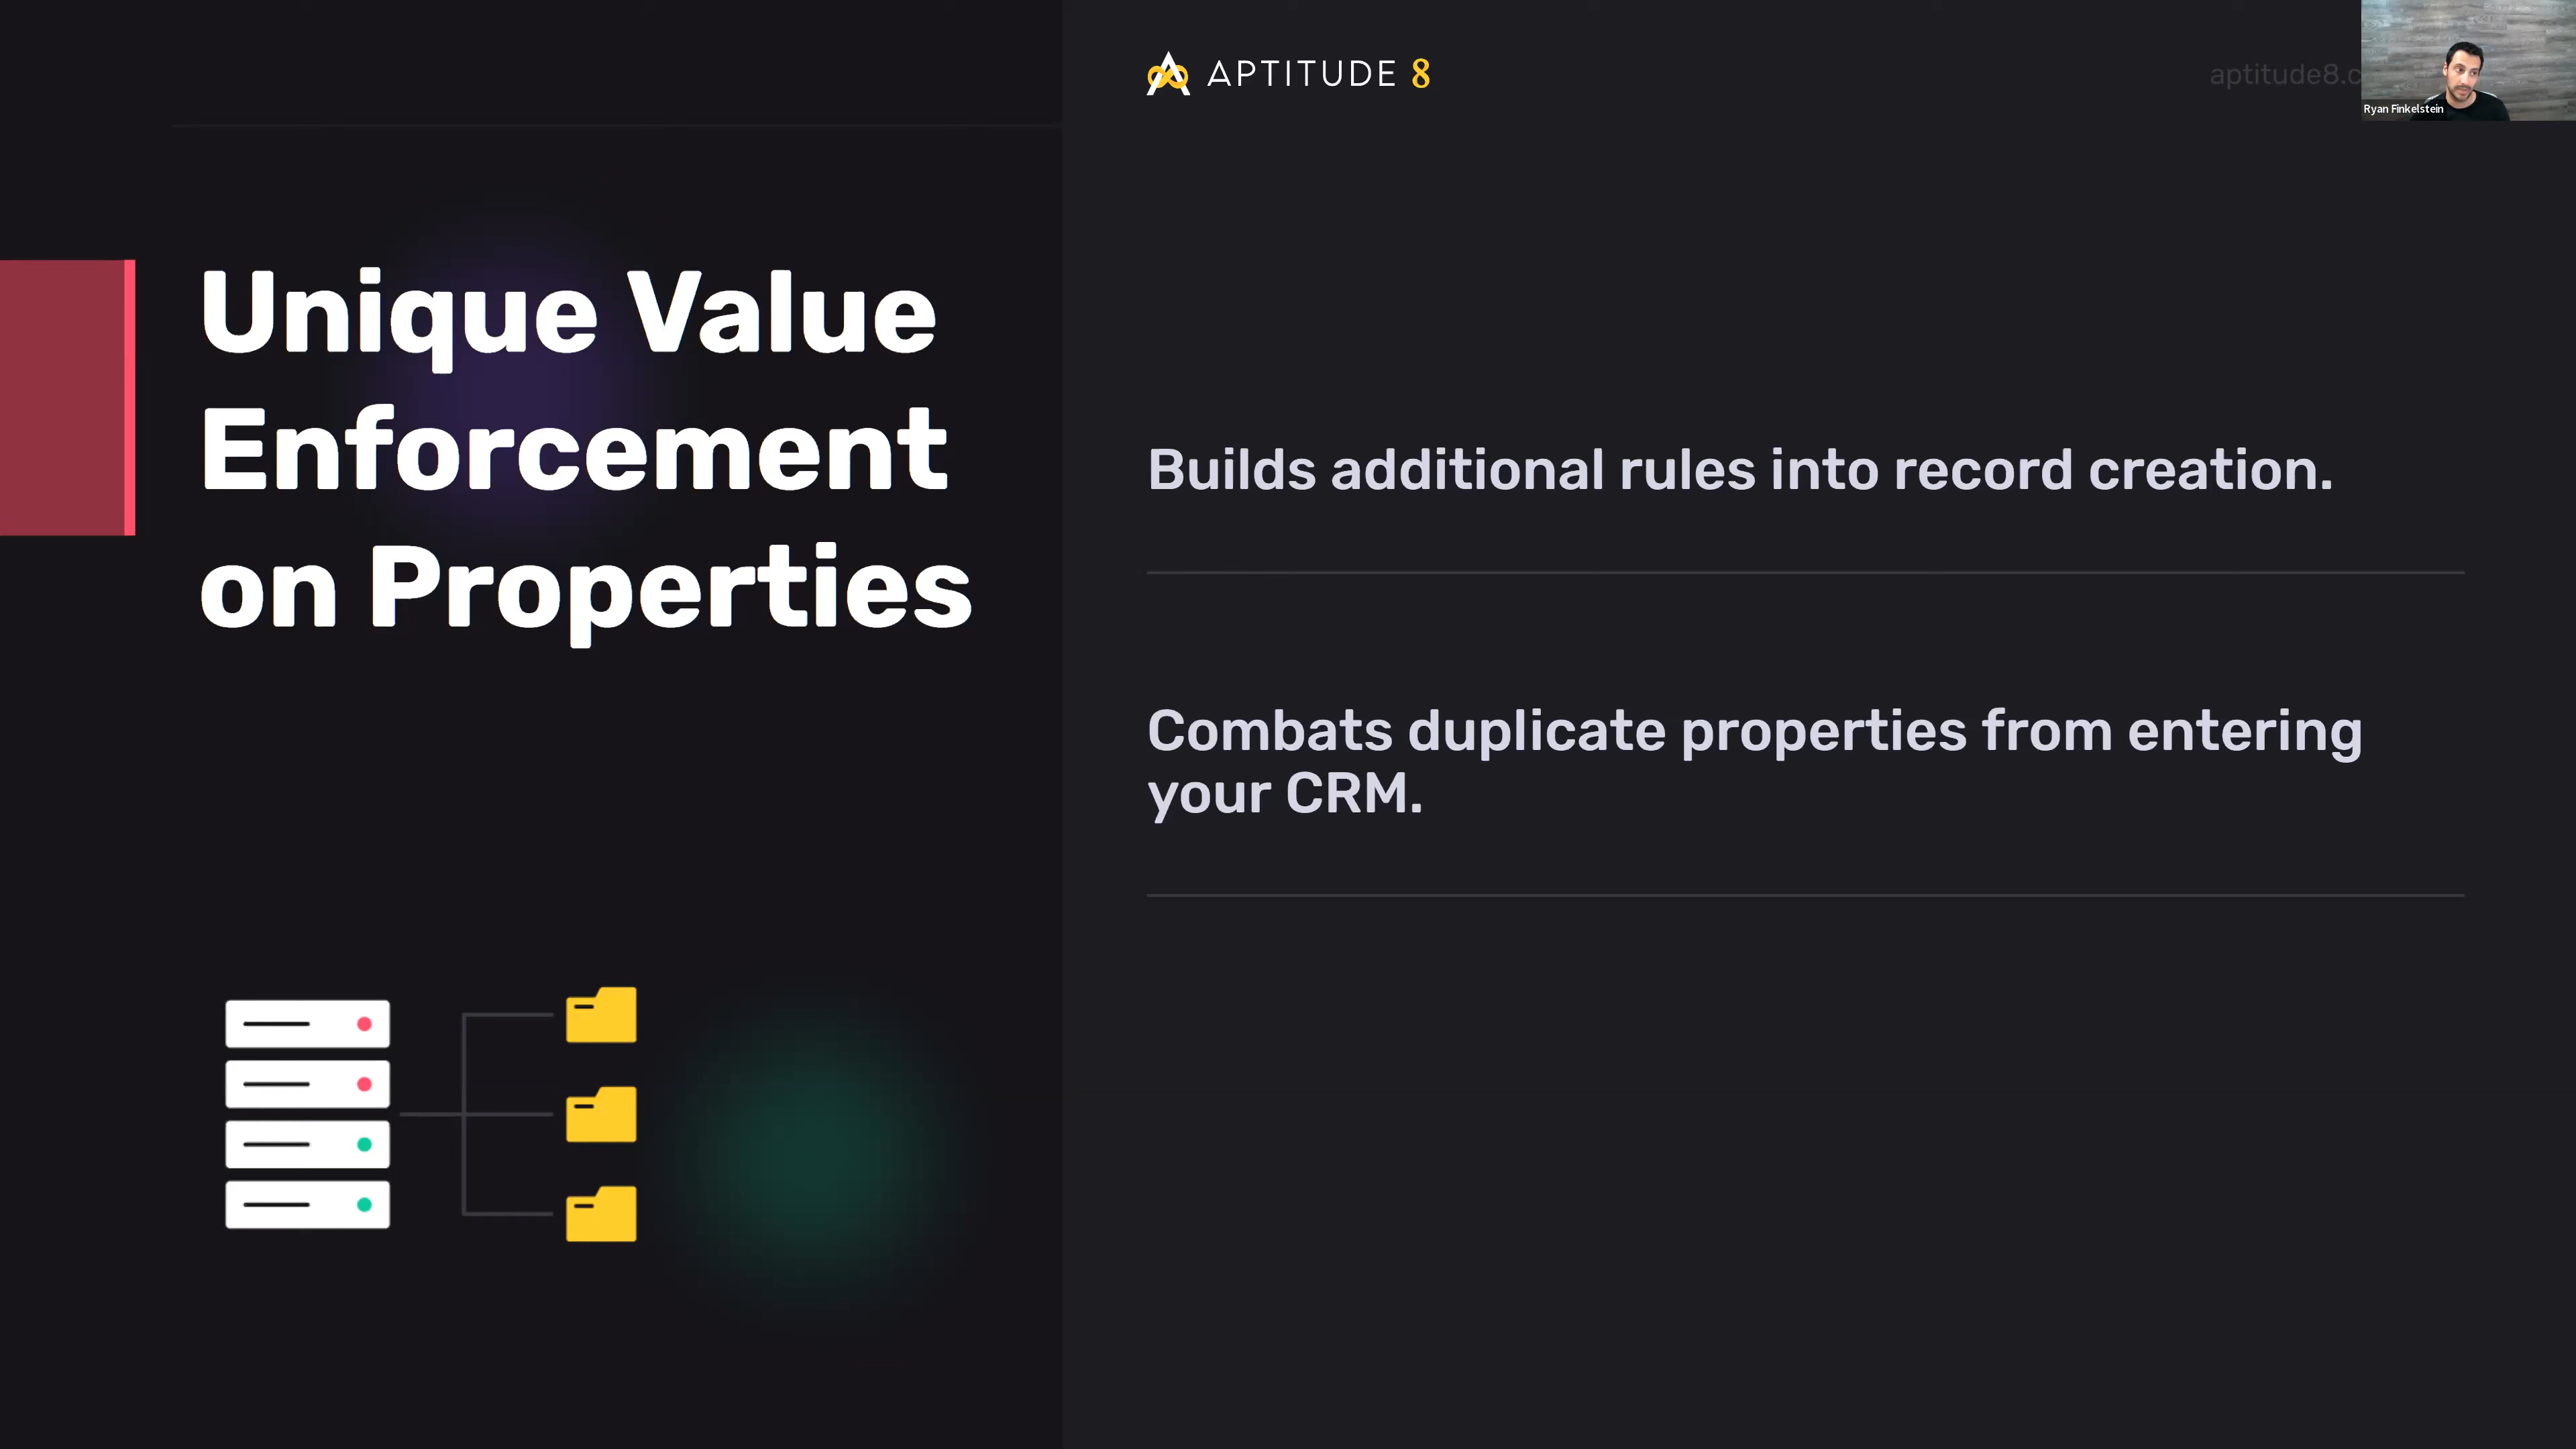 Unique Value
Enforcement
on Properties
APTITUDE 8
aptitude8.c
Ryan Finkelstein
Builds additional rules into record creation.
Combats duplicate properties from entering
your CRM.